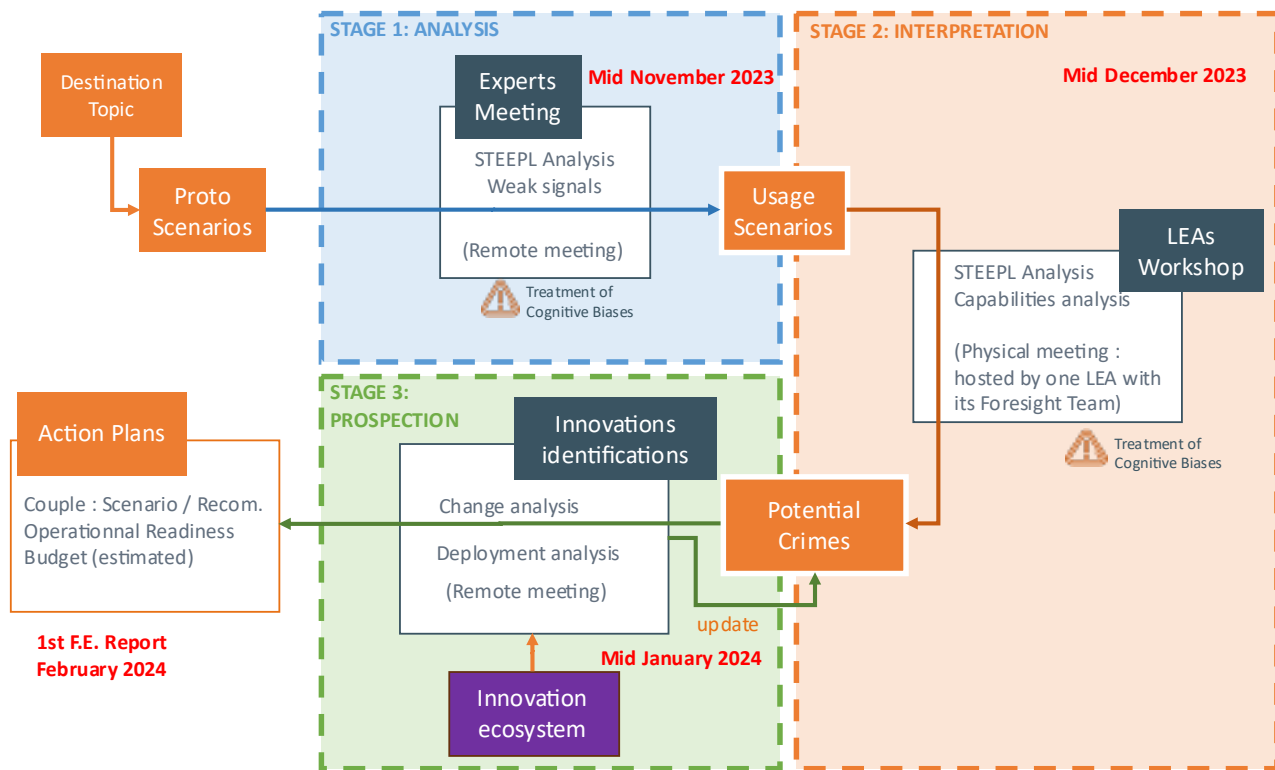 STAGE 1: ANALYSIS
Mid November 2023
Experts
Meeting
STEEPL Analysis
Weak signals
(Remote meeting)
Treatment of
Cognitive Biases
Destination
Topic
Proto
Scenarios
Usage
Scenarios
STAGE 2: INTERPRETATION
Mid December 2023
LEAs
Workshop
STEEPL Analysis
Capabilities analysis
(Physical meeting :
hosted by one LEA with
its Foresight Team)
Treatment of
Cognitive Biases
Potential
Crimes
STAGE 3:
PROSPECTION
Innovations
identifications
Change analysis
Deployment analysis
(Remote meeting)
update
Mid January 2024
Innovation
ecosystem
Action Plans
Couple : Scenario / Recom.
Operationnal Readiness
Budget (estimated)
1st F.E. Report
February 2024